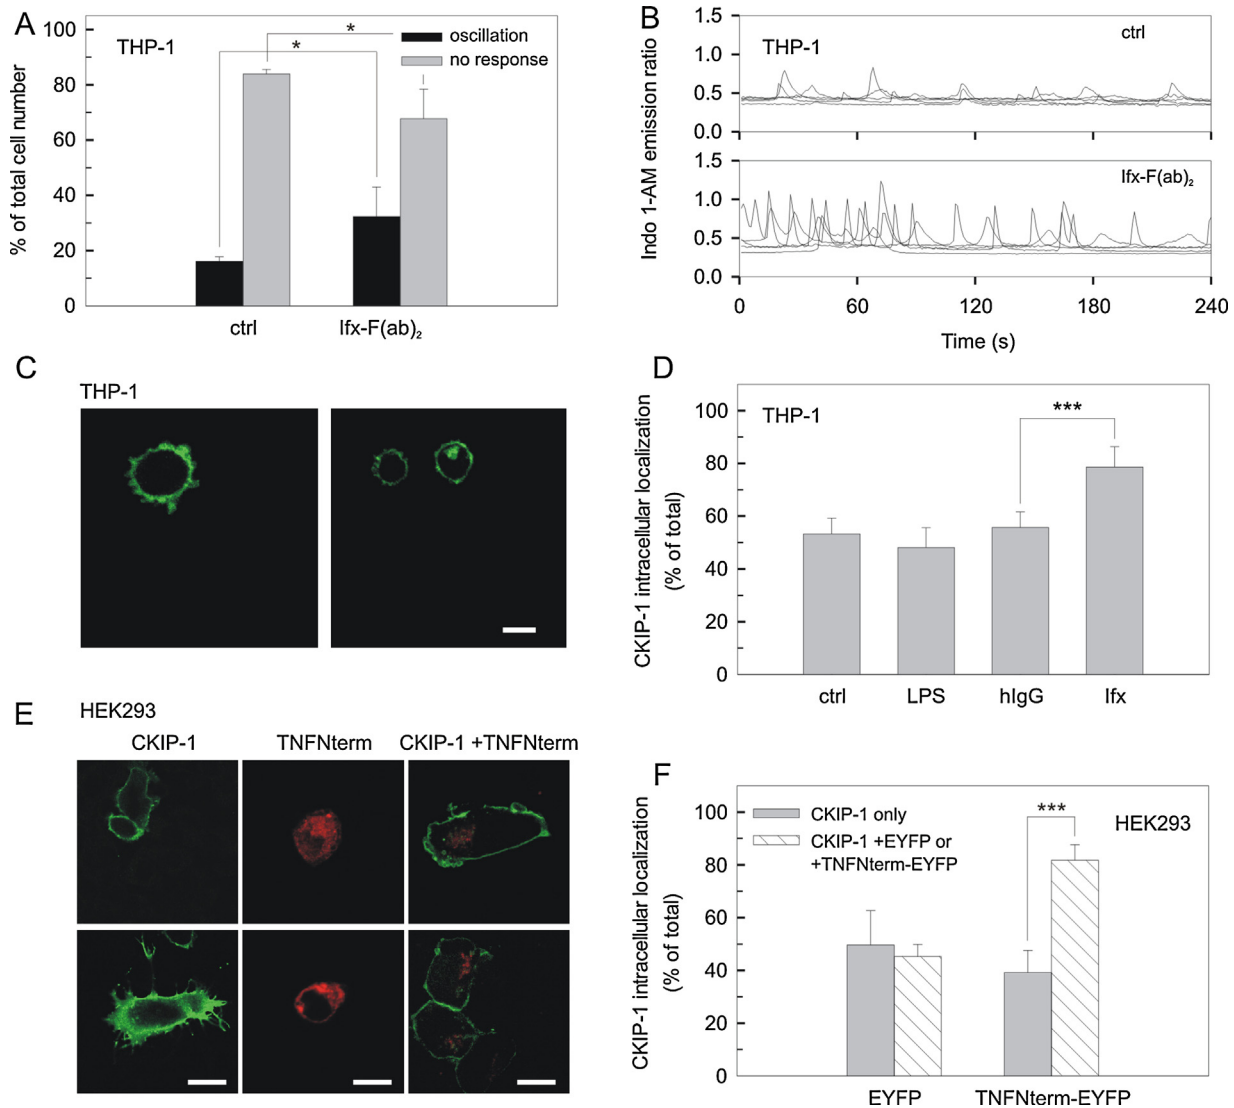 A
THP-1
oscillation
no response
*
*
% of total cell number
100
80
60
40
20
0
ctrl
Ifx-F(ab)₂
B
THP-1
ctrl
Indo 1-AM emission ratio
1.5
1.0
0.5
0.0
Ifx-F(ab)₂
1.5
1.0
0.5
0.0
0
60
120
180
240
Time (s)
C
THP-1
D
THP-1
***
CKIP-1 intracellular localization
(% of total)
100
80
60
40
20
0
ctrl
LPS
hIgG
Ifx
E
HEK293
CKIP-1
TNFNterm
CKIP-1 +TNFNterm
F
CKIP-1 only
CKIP-1 +EYFP or
+TNFNterm-EYFP
***
HEK293
CKIP-1 intracellular localization
(% of total)
100
80
60
40
20
0
EYFP
TNFNterm-EYFP